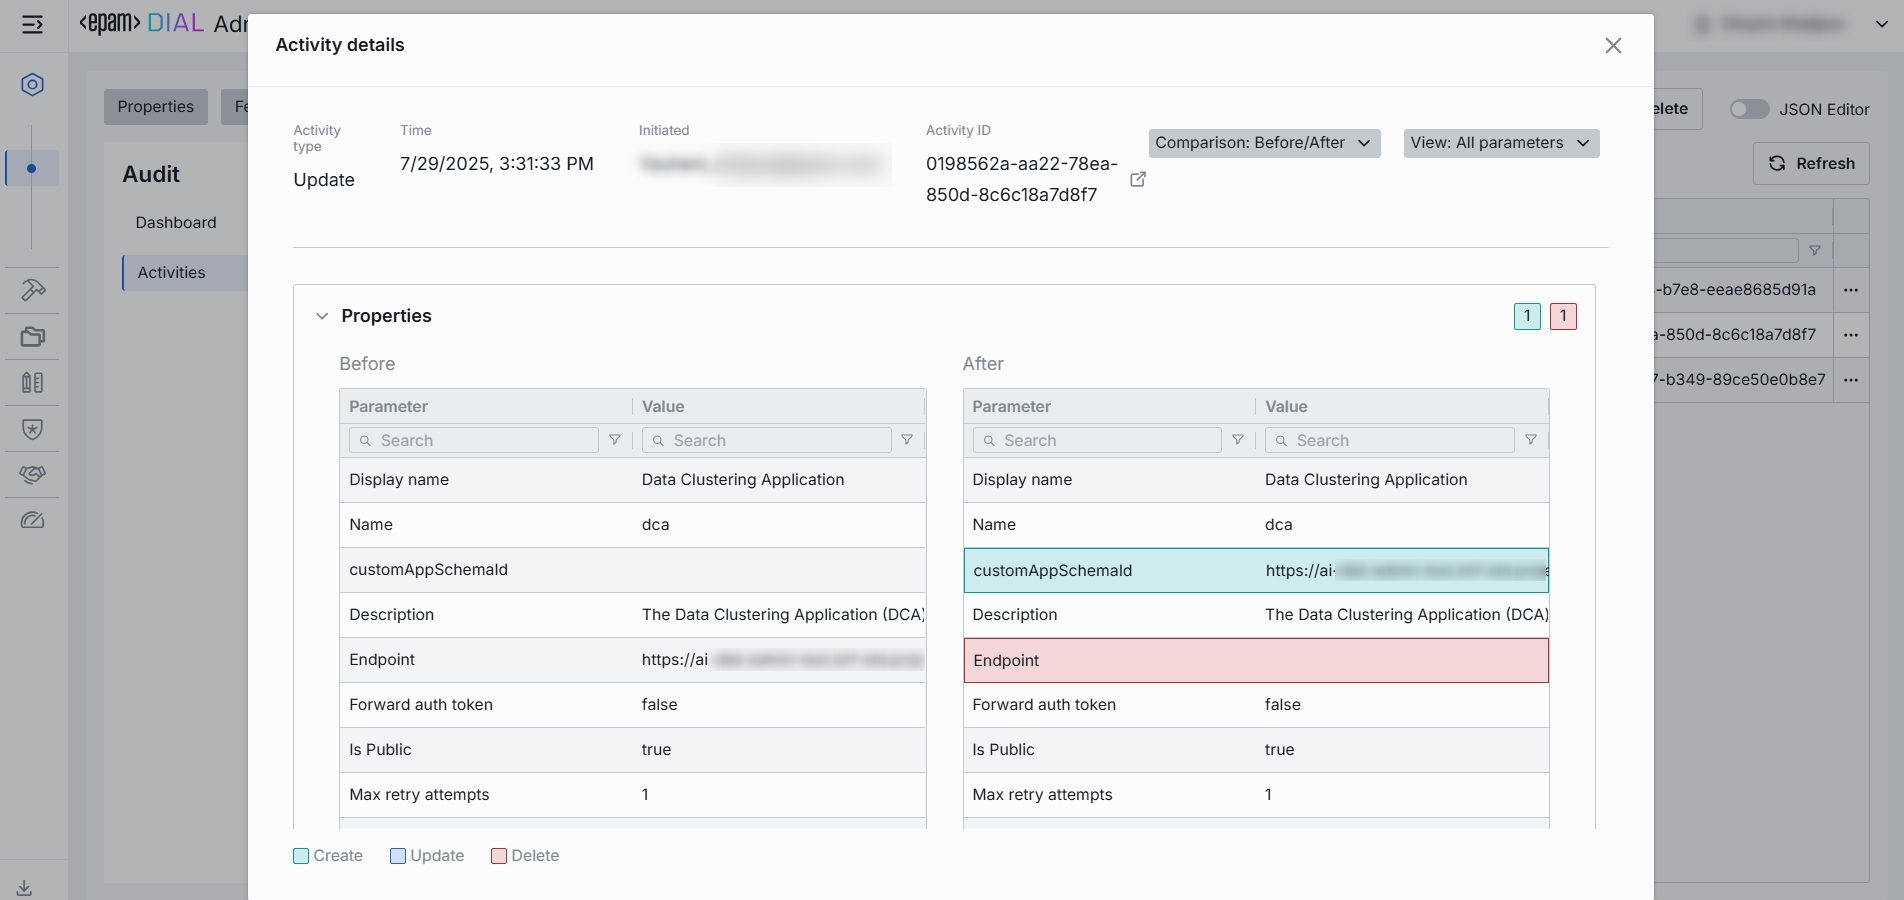 <epam> DIAL Adr
Activity details
Properties
Fe
elete
JSON Editor
Audit
Dashboard
Activities
Refresh
-b7e8-eeae8685d91a
a-850d-8c6c18a7d8f7
7-b349-89ce50e0b8e7
Activity type
Update
Time
7/29/2025, 3:31:33 PM
Initiated
Activity ID
0198562a-aa22-78ea-
850d-8c6c18a7d8f7
Comparison: Before/After
View: All parameters
Properties
1 1
Before
Parameter Value
Search Search
Display name Data Clustering Application
Name dca
customAppSchemaId
Description The Data Clustering Application (DCA)
Endpoint https://ai
Forward auth token false
Is Public true
Max retry attempts 1
After
Parameter Value
Search Search
Display name Data Clustering Application
Name dca
customAppSchemaId https://ai-
Description The Data Clustering Application (DCA)
Endpoint
Forward auth token false
Is Public true
Max retry attempts 1
Create Update Delete